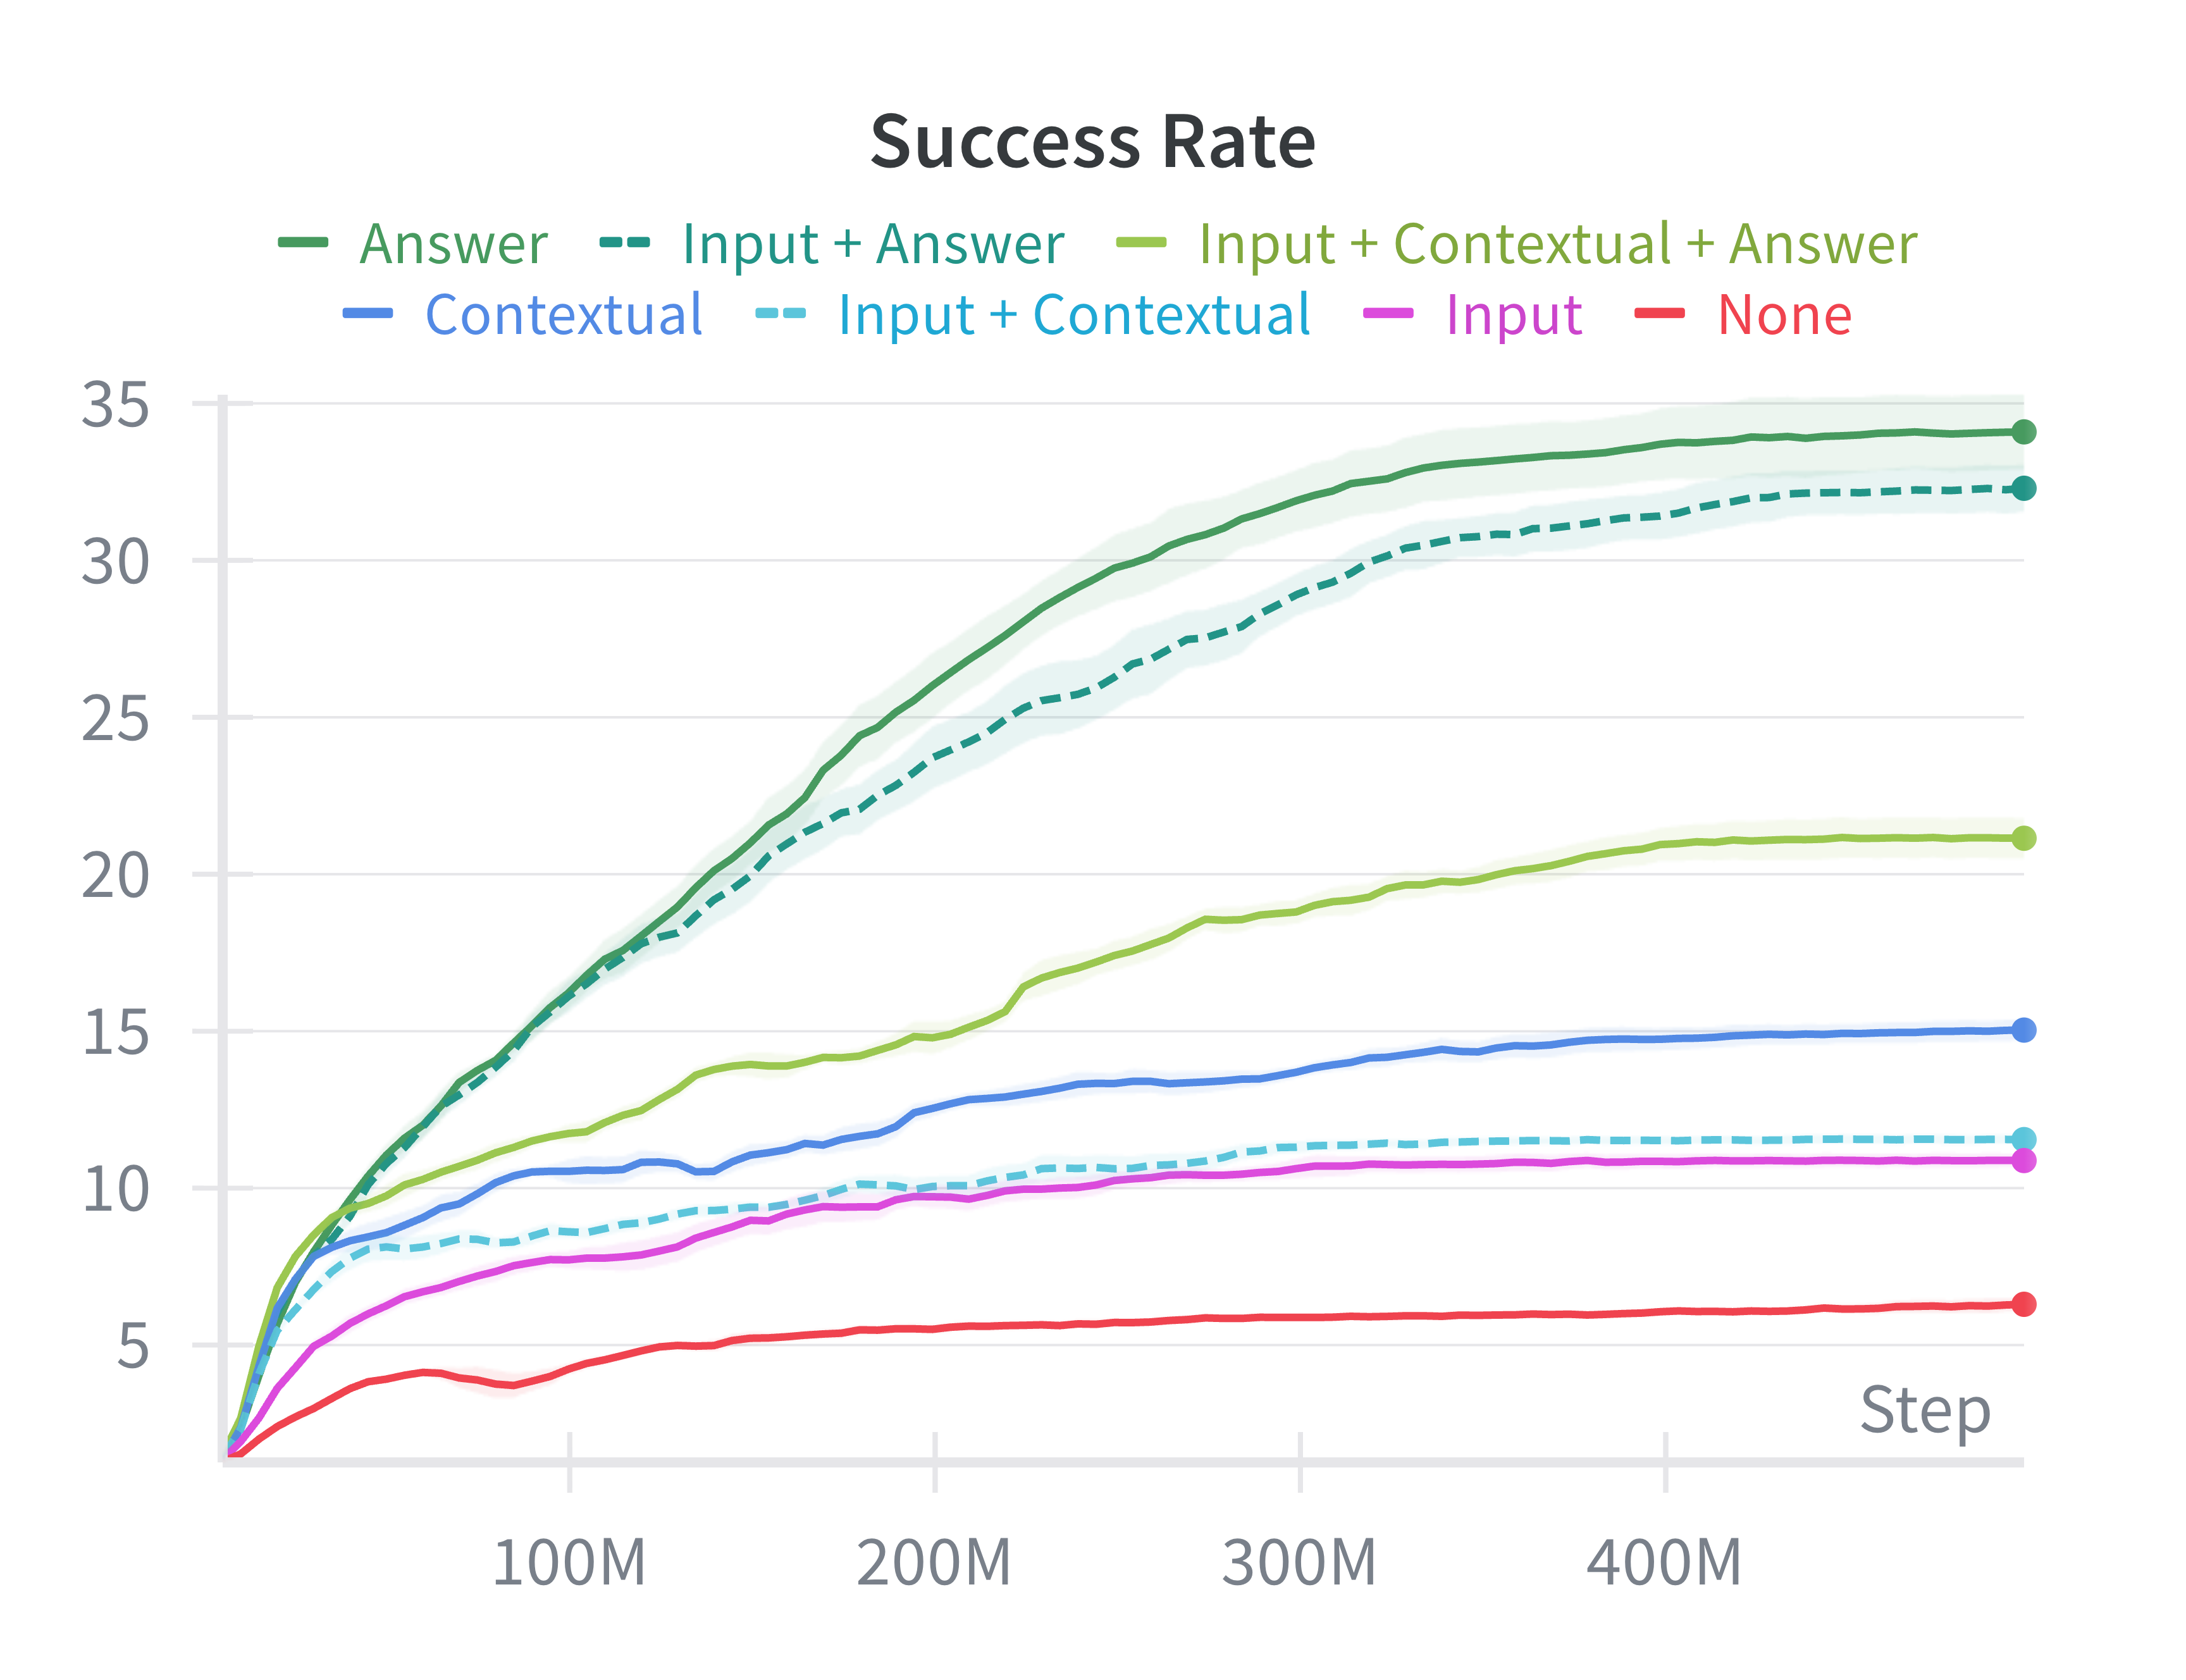 Success Rate
Answer Input + Answer Input + Contextual + Answer
Contextual Input + Contextual Input None
35
30
25
20
15
10
5
Step
100M 200M 300M 400M